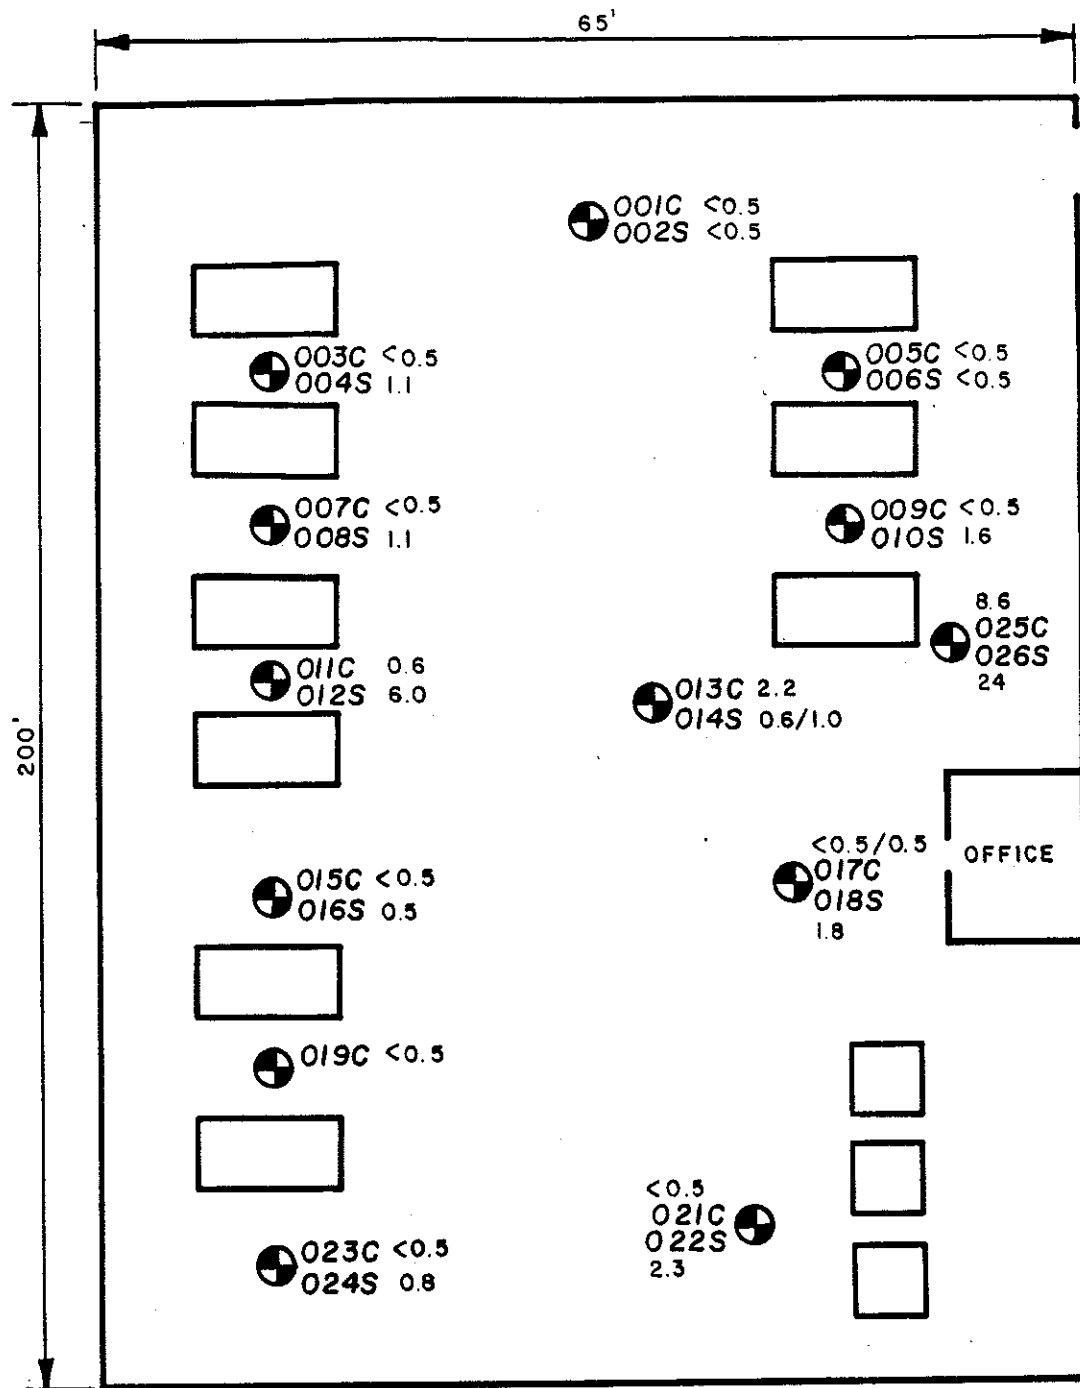 65'
001C <0.5
002S <0.5
003C <0.5
004S 1.1
005C <0.5
006S <0.5
007C <0.5
008S 1.1
009C <0.5
010S 1.6
8.6
025C
026S
24
011C 0.6
012S 6.0
013C 2.2
014S 0.6/1.0
200'
<0.5/0.5
017C
018S
1.8
OFFICE
015C <0.5
016S 0.5
019C <0.5
<0.5
021C
022S
2.3
023C <0.5
024S 0.8